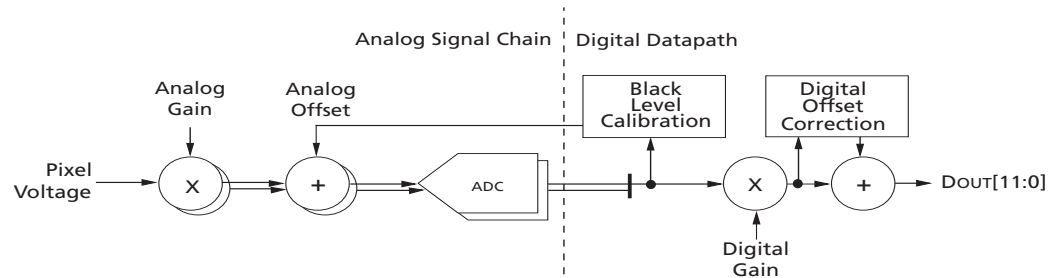 Analog Signal Chain
Digital Datapath
Analog
Gain
Analog
Offset
Black
Level
Calibration
Digital
Offset
Correction
Pixel
Voltage
X
+
ADC
X
+
DOUT[11:0]
Digital
Gain